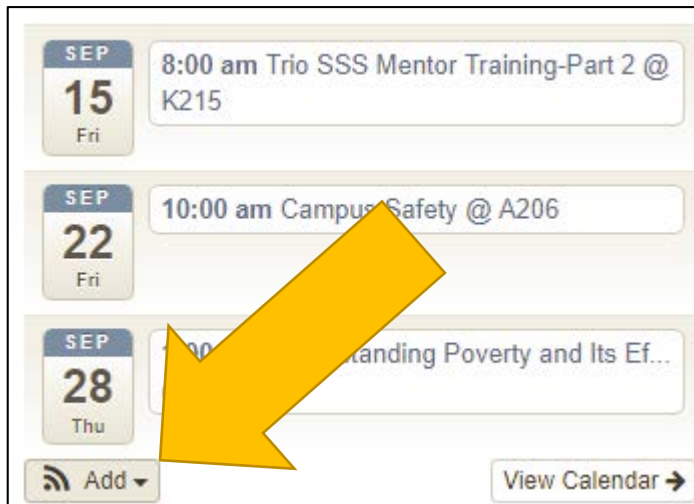 SEP
15
Fri
8:00 am Trio SSS Mentor Training-Part 2 @
K215
SEP
22
Fri
10:00 am Campus Safety @ A206
SEP
28
Thu
Poverty and Its Ef...
Add
View Calendar